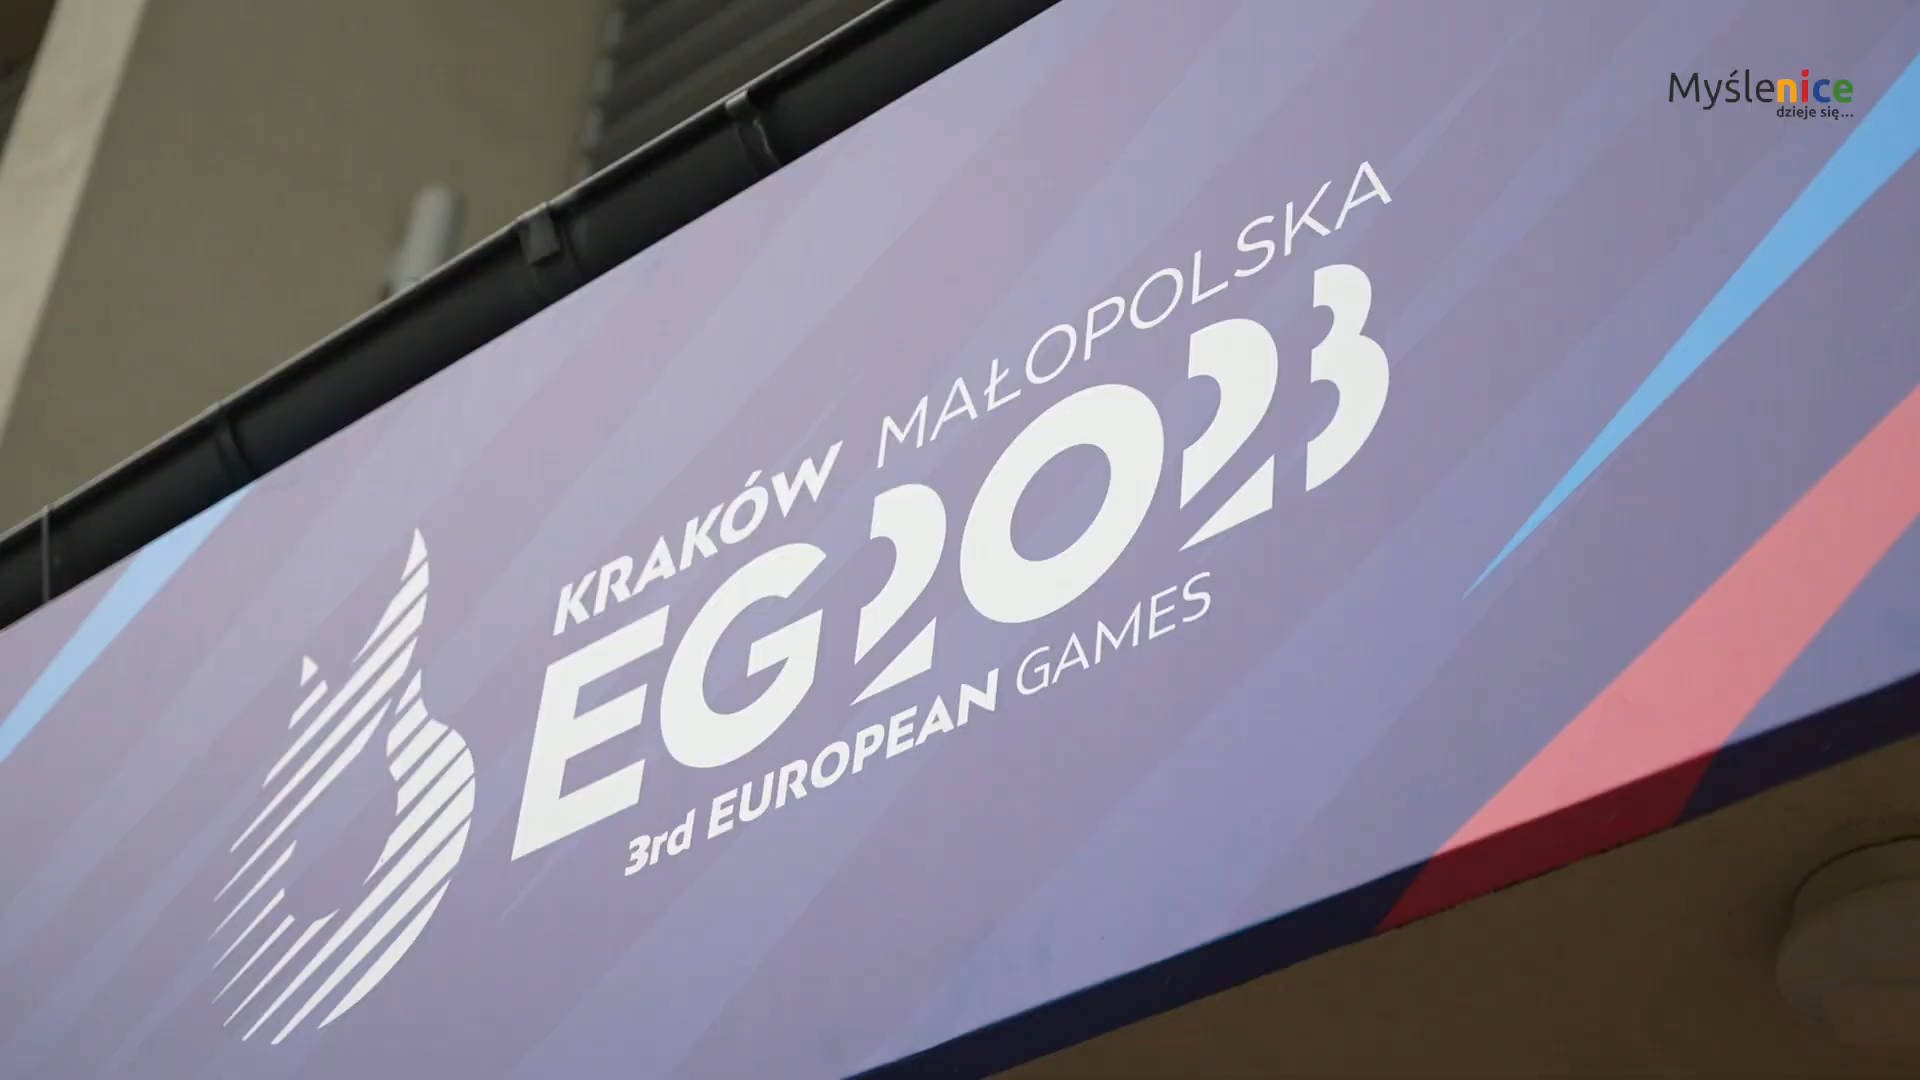 Myślenice
dzieje się...
KRAKÓW MAŁOPOLSKA
EG2023
3rd EUROPEAN GAMES